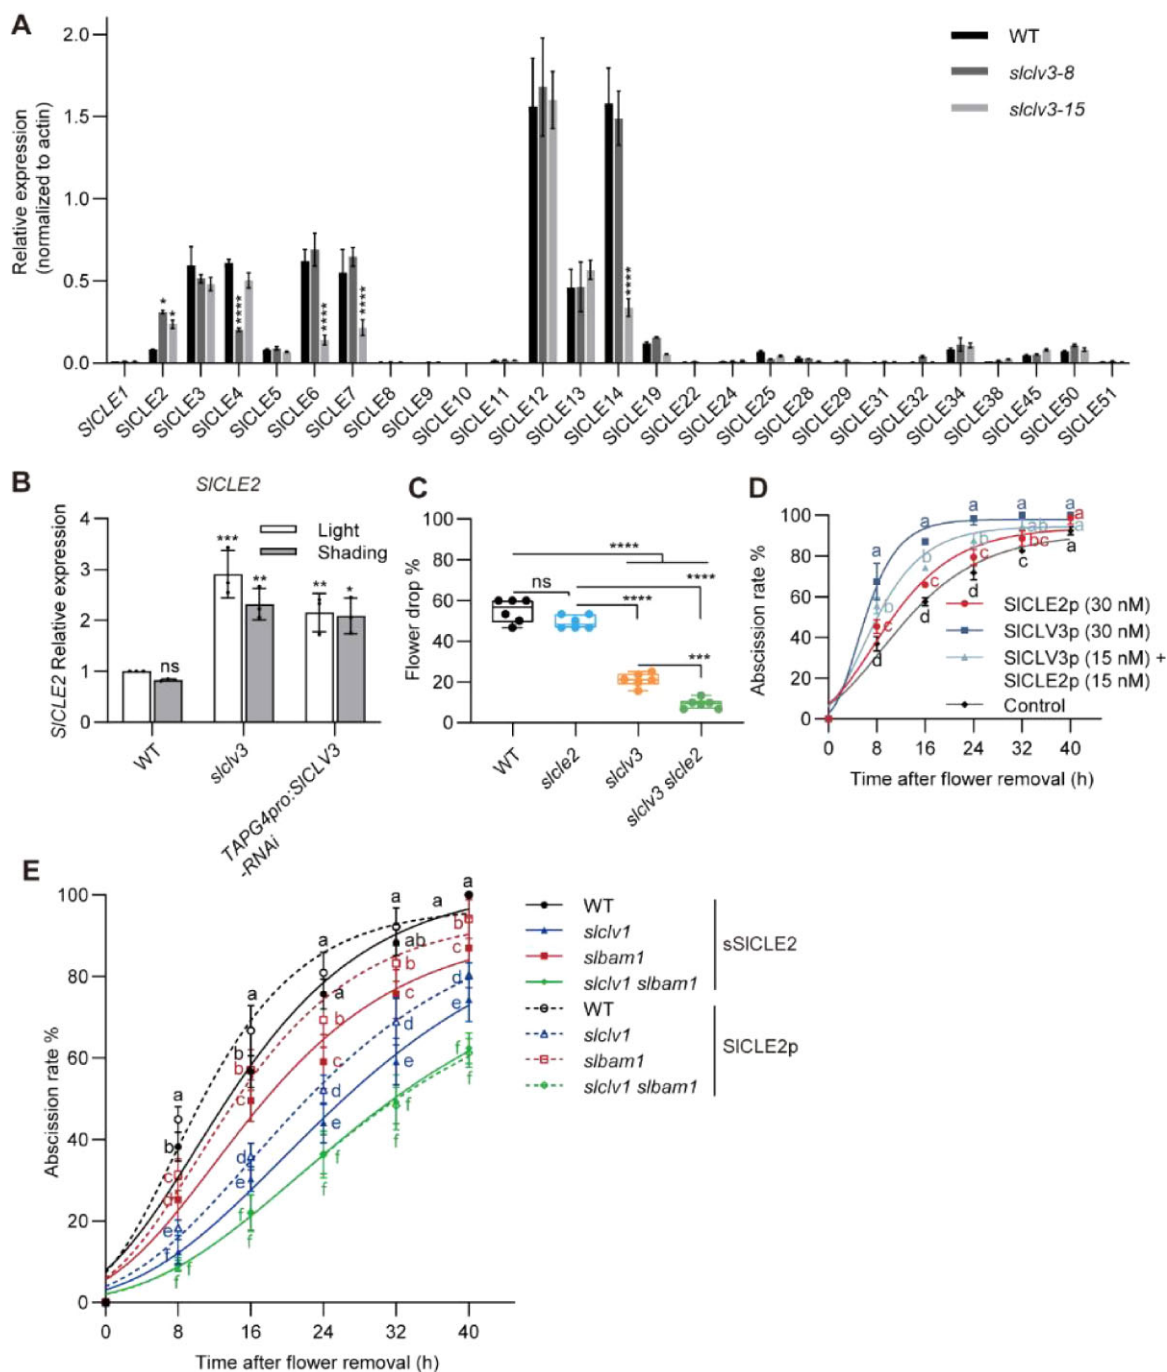 A
2.0
1.5
1.0
0.5
0.0
Relative expression
(normalized to actin)
WT
slclv3-8
slclv3-15
*
*
****
****
****
****
SlCLE1
SlCLE2
SlCLE3
SlCLE4
SlCLE5
SlCLE6
SlCLE7
SlCLE8
SlCLE9
SlCLE10
SlCLE11
SlCLE12
SlCLE13
SlCLE14
SlCLE19
SlCLE22
SlCLE24
SlCLE25
SlCLE28
SlCLE29
SlCLE31
SlCLE32
SlCLE34
SlCLE38
SlCLE45
SlCLE50
SlCLE51
B
SlCLE2
SlCLE2 Relative expression
4
3
2
1
0
Light
Shading
ns
***
**
**
*
WT
slclv3
TAPG4pro:SlCLV3
-RNAi
C
Flower drop %
100
80
60
40
20
0
****
ns
****
****
***
WT
slcle2
slclv3
slclv3 slcle2
D
Abscission rate %
100
80
60
40
20
0
a
b
c
d
a
b
c
d
a
b
c
d
a
ab
bc
c
a
a
a
a
SlCLE2p (30 nM)
SlCLV3p (30 nM)
SlCLV3p (15 nM) +
SlCLE2p (15 nM)
Control
0
8
16
24
32
40
Time after flower removal (h)
E
Abscission rate %
100
80
60
40
20
0
a
b
c
d
e
f
f
f
a
b
b
c
d
e
f
f
a
a
b
c
d
e
f
f
a
ab
b
c
d
e
f
f
a
a
b
c
d
e
f
f
0
8
16
24
32
40
Time after flower removal (h)
WT
slclv1
slbam1
slclv1 slbam1
sSlCLE2
WT
slclv1
slbam1
slclv1 slbam1
SlCLE2p